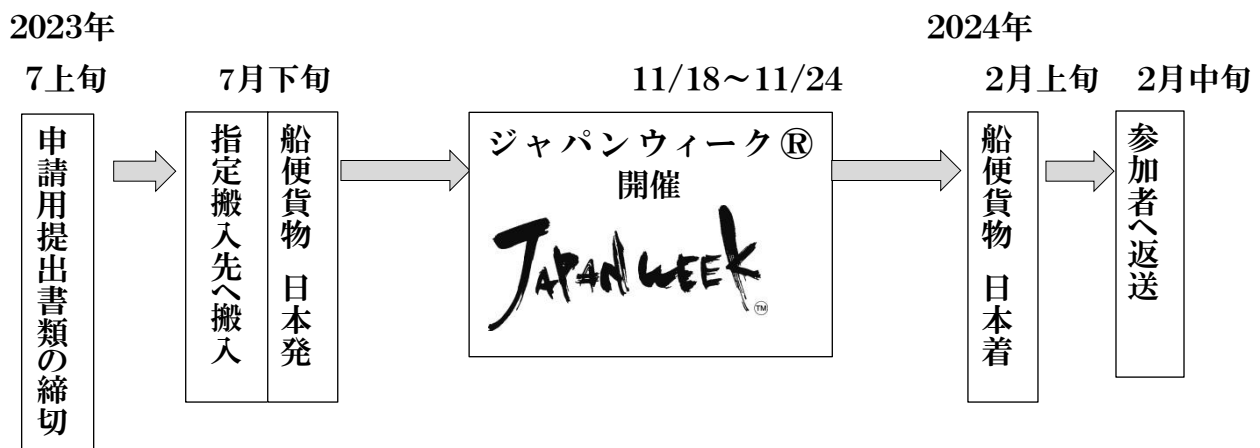 2023年
2024年
7上旬
7月下旬
11/18～11/24
2月上旬
2月中旬
申請用提出書類の締切
指定搬入先へ搬入
船便貨物 日本発
ジャパンウィーク®
開催
JAPAN WEEK
TM
船便貨物 日本着
参加者へ返送